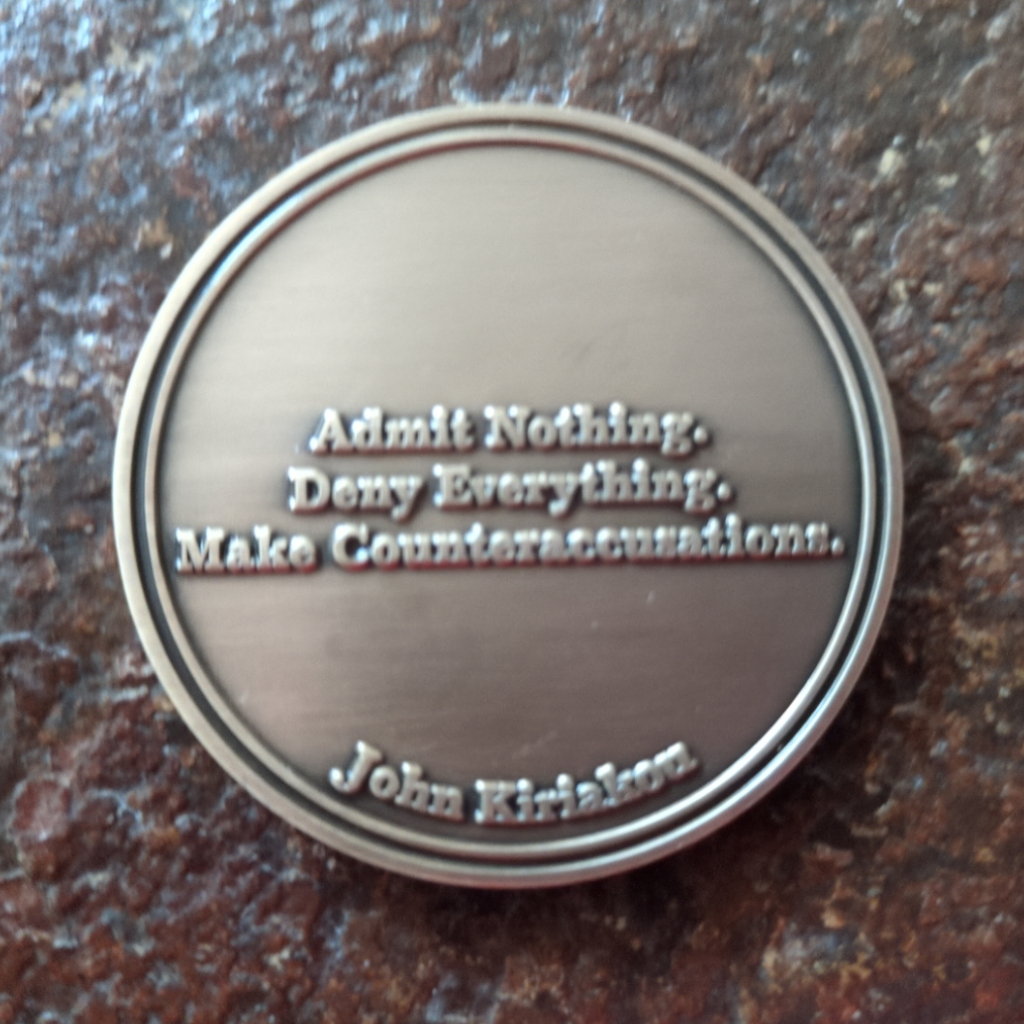 Admit Nothing.
Deny Everything.
Make Counteraccusations.
John Kiriakou